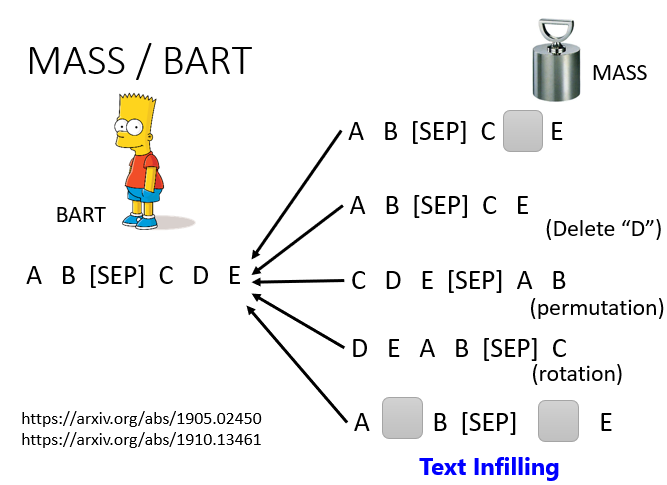 MASS / BART
MASS
BART
A B [SEP] C E
A B [SEP] C E
(Delete “D”)
A B [SEP] C D E
C D E [SEP] A B
(permutation)
D E A B [SEP] C
(rotation)
A B [SEP] E
Text Infilling
https://arxiv.org/abs/1905.02450
https://arxiv.org/abs/1910.13461